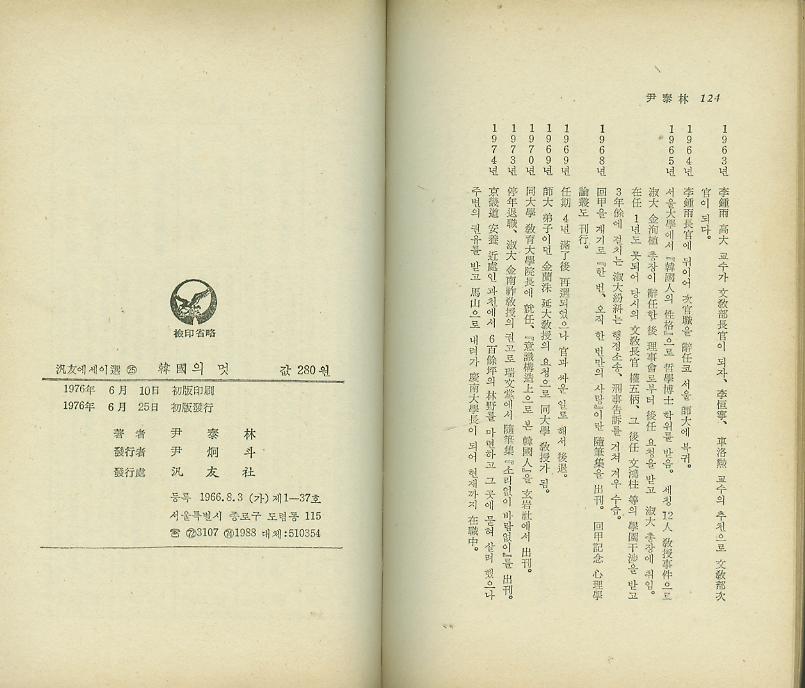 尹泰林 124
1963년 李鍾雨 高大 교수가 文敎部長官이 되자, 李恒寧, 車洛勳 교수의 추천으로 文敎部次
官이 되다.
1964년 李鍾雨長官에 뒤이어 次官職을 辭任코 서울 師大에 복귀.
1965년 서울大學에서 『韓國人의 性格』으로 哲學博士 학위를 받음. 세칭 12人 敎授事件으로
淑大 金洵植 총장이 辭任한 後 理事會로부터 後任 요청을 받고 淑大 총장에 취임.
在任 1년도 못되어 당시의 文敎長官 權五柄, 그 後任 文鴻柱 等의 學園干涉을 받고
3年餘에 걸치는 淑大紛糾는 행정소송, 刑事告訴를 거쳐 겨우 수습.
1968년 回甲을 계기로 『한 번, 오직 한 번만의 사람』이란 隨筆集을 出刊. 回甲記念 心理學
論叢도 刊行.
1969년 任期 4년 滿了後 再選되었으나 官과 싸운 일로 해서 後退.
1969년 師大 弟子이던 金蘭洙 延大敎授의 요청으로 同大學 敎授가 됨.
1970년 同大學 敎育大學院長에 就任, 『意識構造上으로 본 韓國人』을 玄岩社에서 出刊.
1973년 停年退職, 淑大 金南祚敎授의 권고로 瑞文堂에서 隨筆集 『소리없이 바람없이』를 出刊.
1974년 京畿道 安養 近處인 과천에서 6百餘坪의 林野를 마련하고 그 곳에 묻혀 살려 했으나
주변의 권유를 받고 馬山으로 내려가 慶南大學長이 되어 현재까지 在職中.
檢印省略
汎友에세이選 ㉕ 韓國의 멋 값 280원
1976年 6月 10日 初版印刷
1976年 6月 25日 初版發行
著者 尹泰林
發行者 尹炯斗
發行處 汎友社
등록 1966.8.3 (가) 제1—37호
서울특별시 종로구 도렴동 115
☎ 72 3107 74 1988 대체:510354